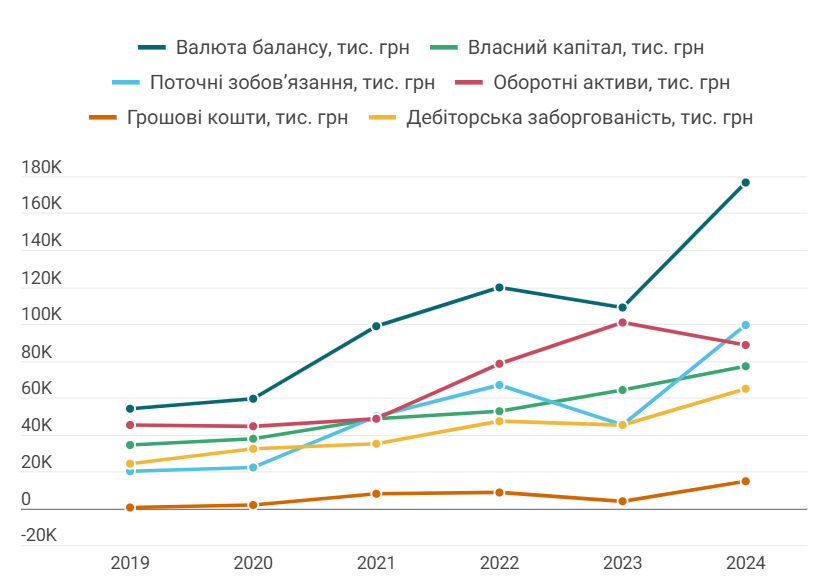 Валюта балансу, тис. грн Власний капітал, тис. грн
Поточні зобов’язання, тис. грн Оборотні активи, тис. грн
Грошові кошти, тис. грн Дебіторська заборгованість, тис. грн
180K
160K
140K
120K
100K
80K
60K
40K
20K
0
-20K
2019 2020 2021 2022 2023 2024